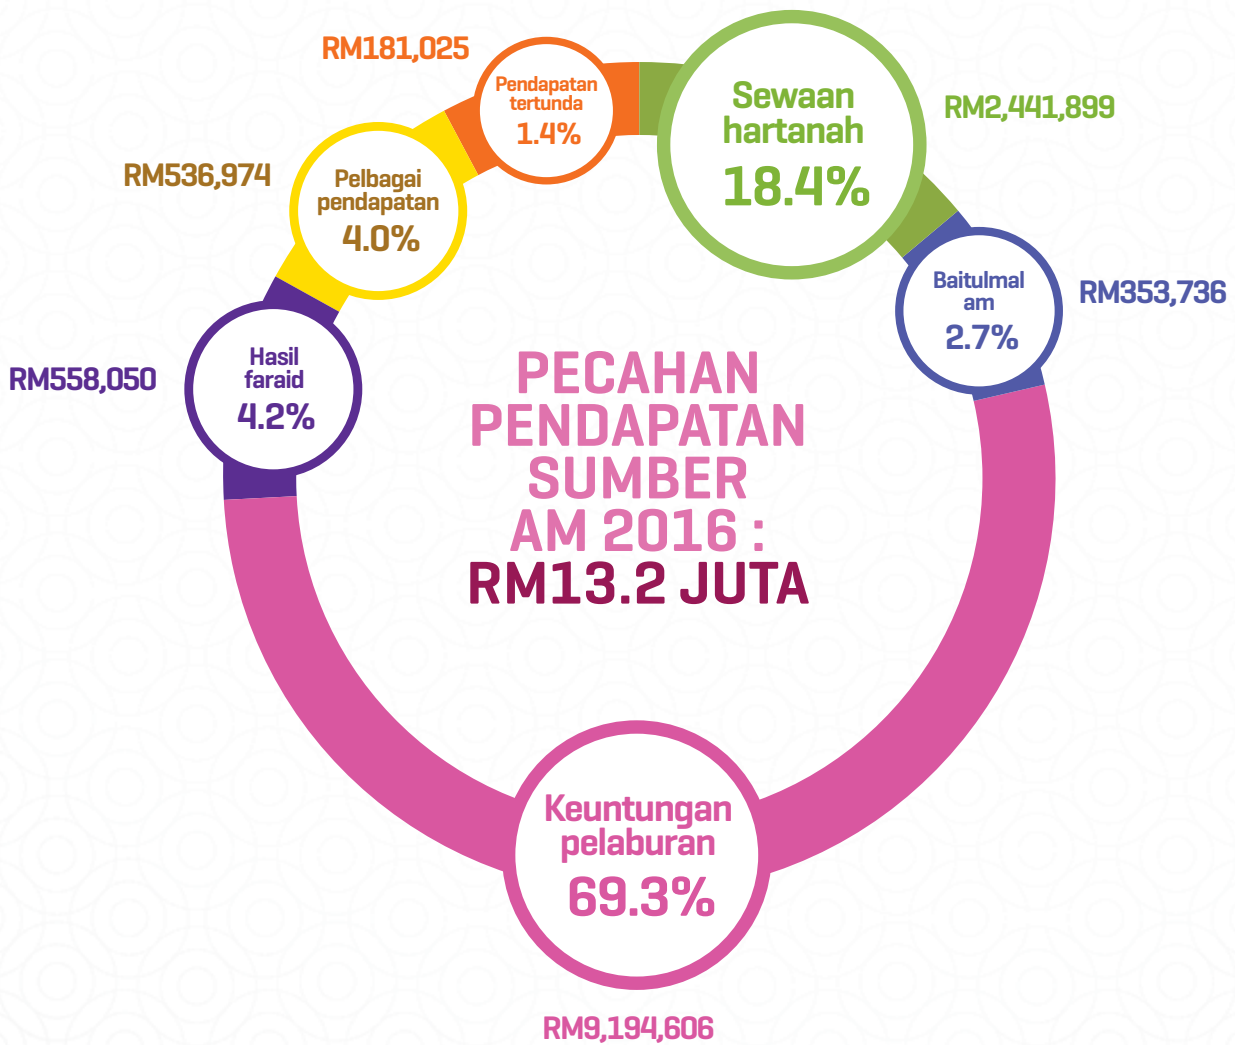 RM181,025
Pendapatan
tertunda
1.4%
Sewaan
hartanah
18.4%
RM2,441,899
RM536,974
Pelbagai
pendapatan
4.0%
Baitulmal
am
2.7%
RM353,736
RM558,050
Hasil
faraid
4.2%
PECAHAN
PENDAPATAN
SUMBER
AM 2016 :
RM13.2 JUTA
Keuntungan
pelaburan
69.3%
RM9,194,606